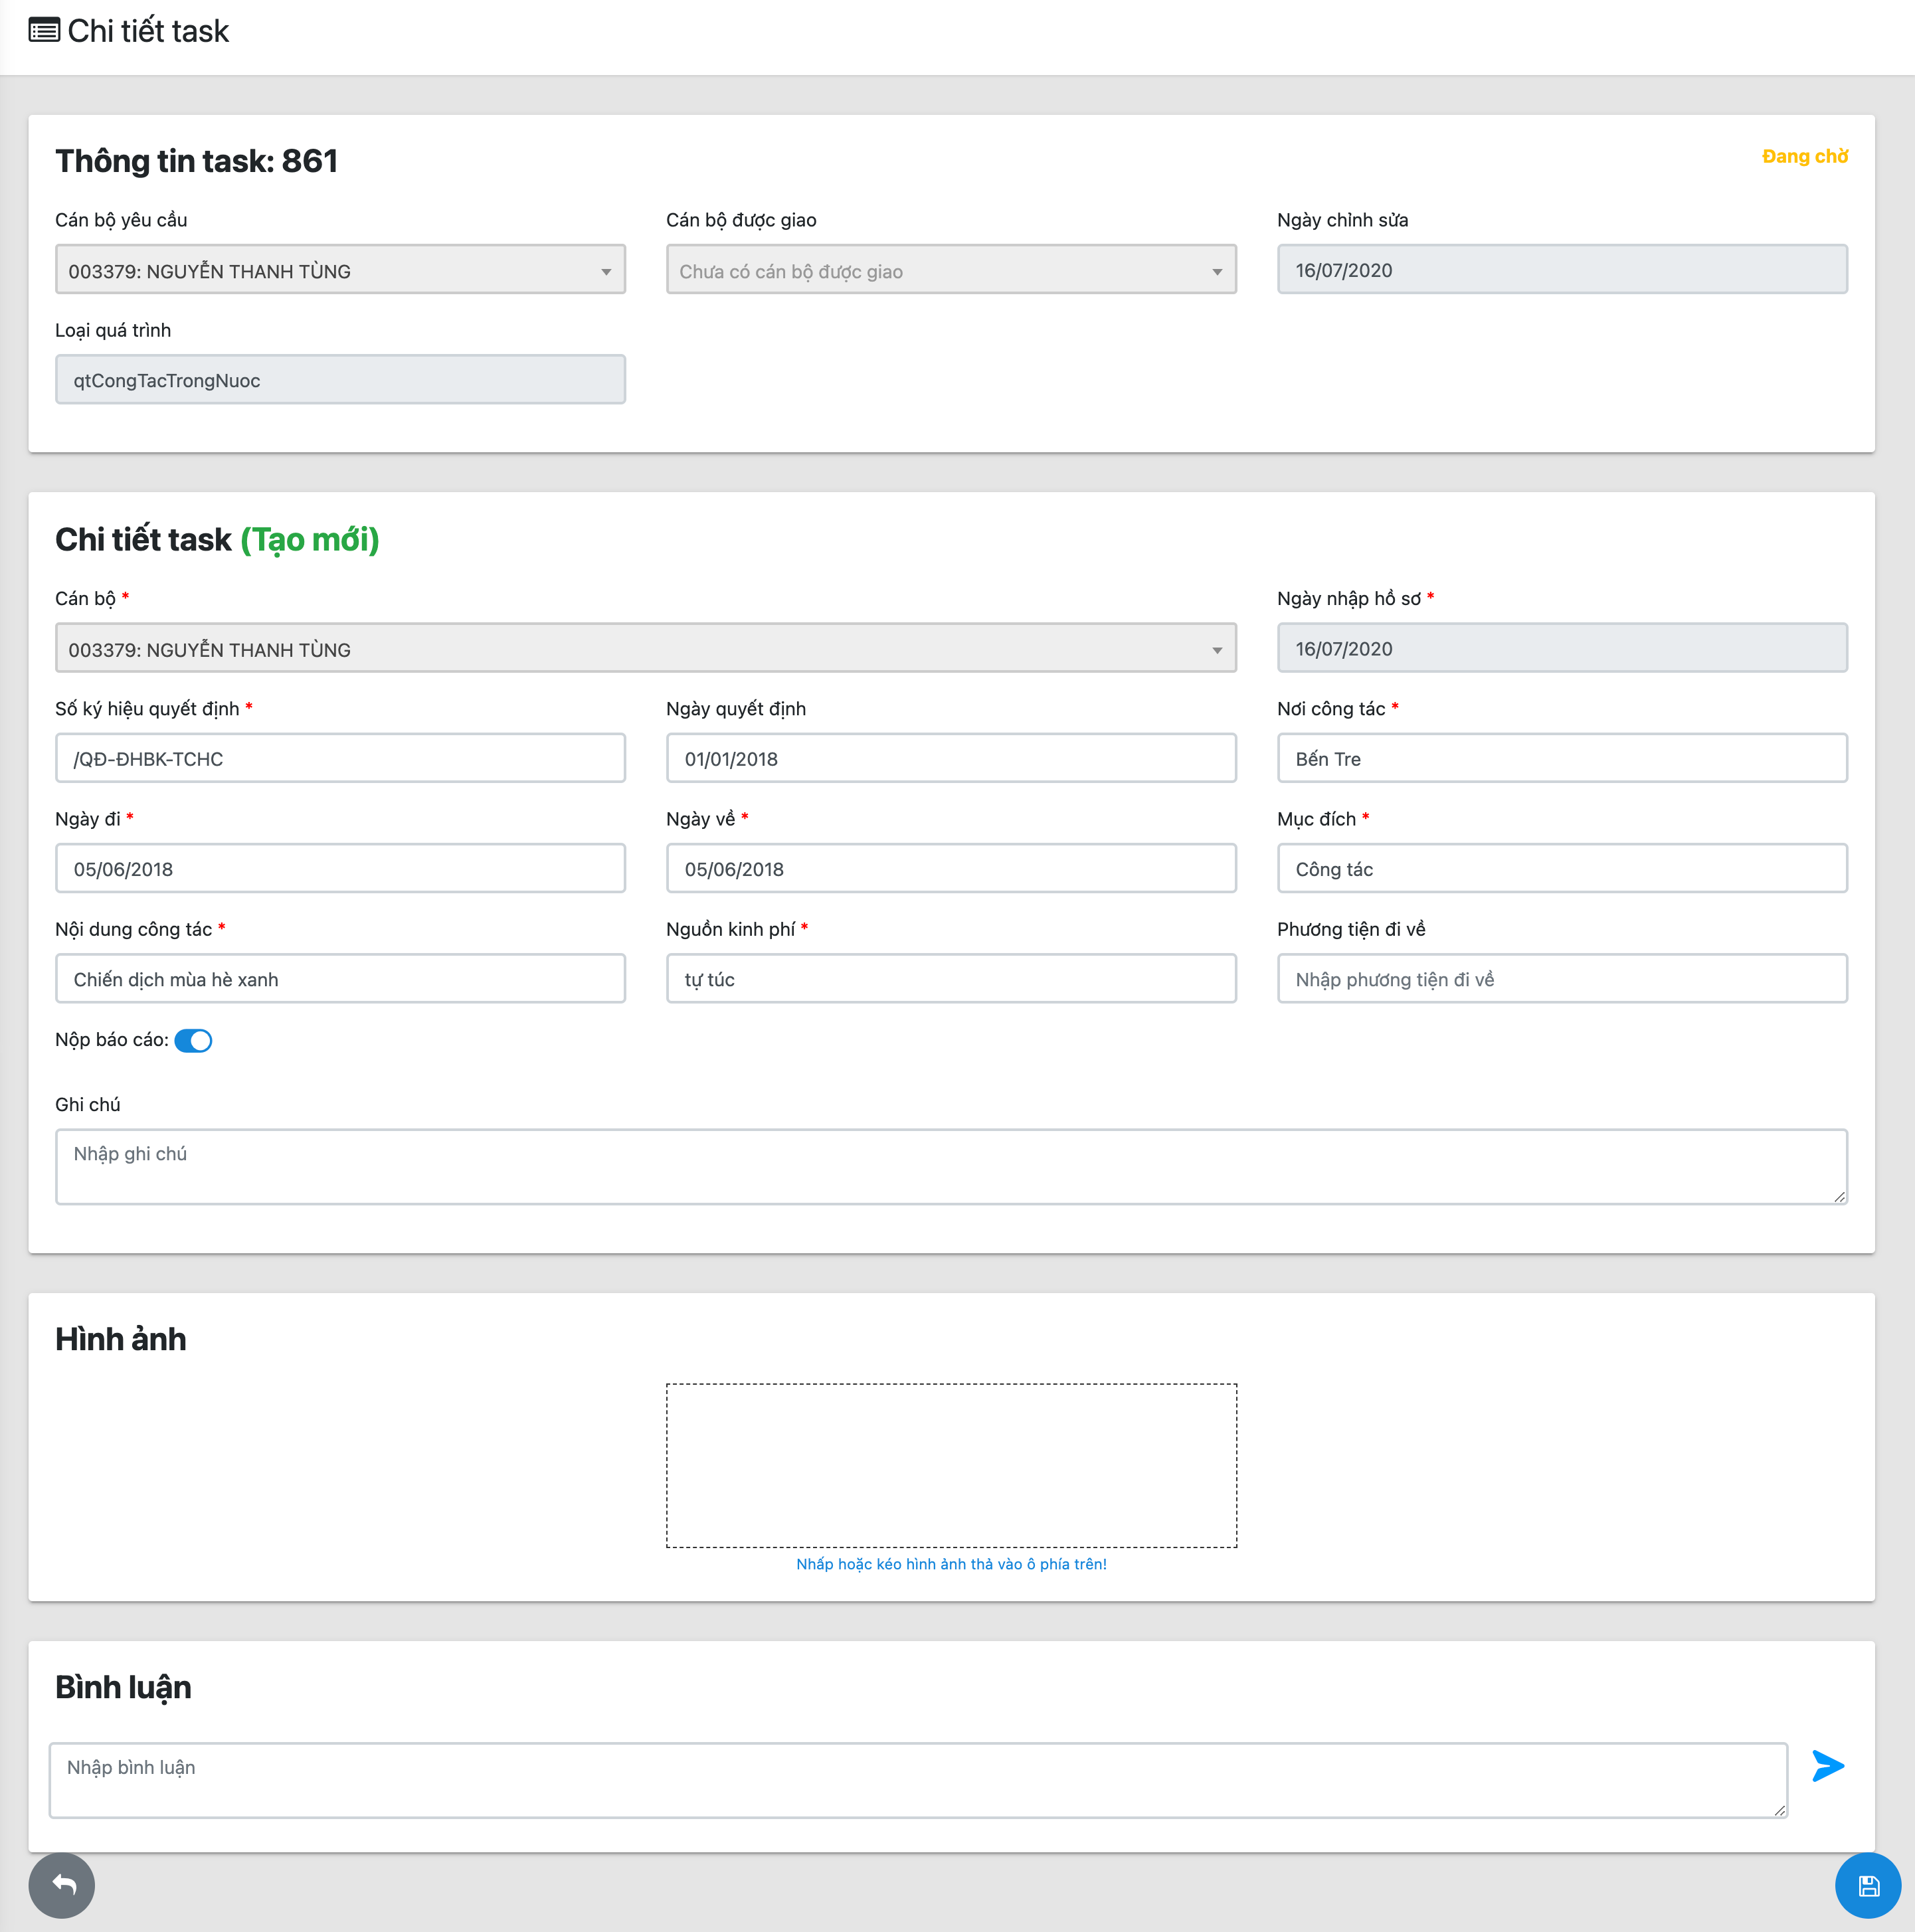 Chi tiết task
Thông tin task: 861
Đang chờ
Cán bộ yêu cầu
Cán bộ được giao
Ngày chỉnh sửa
003379: NGUYỄN THANH TÙNG
Chưa có cán bộ được giao
16/07/2020
Loại quá trình
qtCongTacTrongNuoc
Chi tiết task (Tạo mới)
Cán bộ *
Ngày nhập hồ sơ *
003379: NGUYỄN THANH TÙNG
16/07/2020
Số ký hiệu quyết định *
Ngày quyết định
Nơi công tác *
/QĐ-ĐHBK-TCHC
01/01/2018
Bến Tre
Ngày đi *
Ngày về *
Mục đích *
05/06/2018
05/06/2018
Công tác
Nội dung công tác *
Nguồn kinh phí *
Phương tiện đi về
Chiến dịch mùa hè xanh
tự túc
Nhập phương tiện đi về
Nộp báo cáo:
Ghi chú
Nhập ghi chú
Hình ảnh
Nhấp hoặc kéo hình ảnh thả vào ô phía trên!
Bình luận
Nhập bình luận